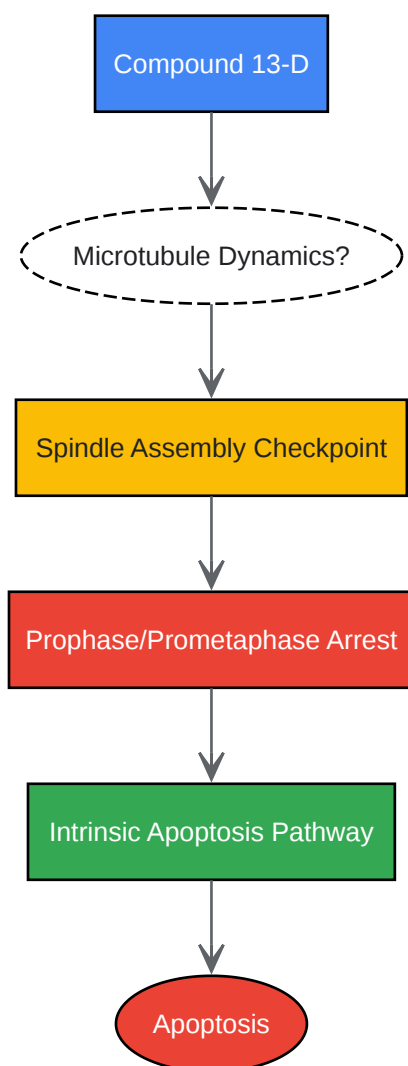 Compound 13-D
Microtubule Dynamics?
Spindle Assembly Checkpoint
Prophase/Prometaphase Arrest
Intrinsic Apoptosis Pathway
Apoptosis